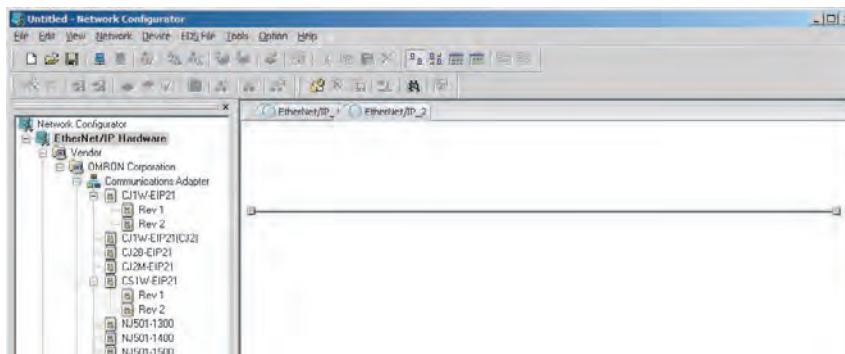 Untitled - Network Configurator
File Edit View Network Device EDS File Tools Option Help
Network Configurator
EtherNet/IP Hardware
Vendor
OMRON Corporation
Communications Adapter
CJ1W-EIP21
Rev 1
Rev 2
CJ1W-EIP21(CJ2)
CJ2B-EIP21
CJ2M-EIP21
CS1W-EIP21
Rev 1
Rev 2
NJ501-1300
NJ501-1400
NJ501-1500
EtherNet/IP_1 EtherNet/IP_2